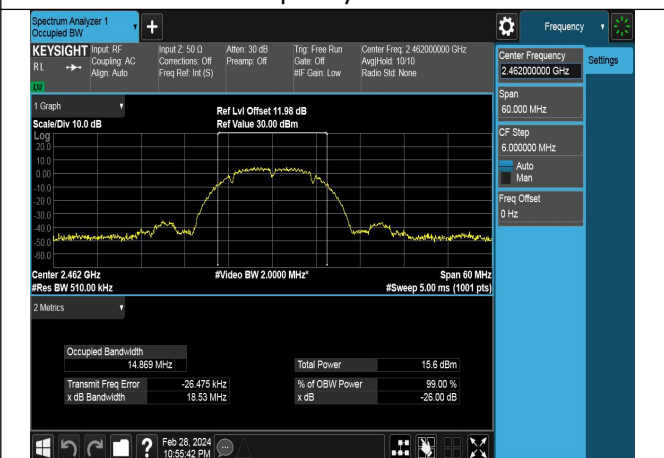 Spectrum Analyzer 1
Occupied BW
Frequency
KEYSIGHT
RL
Input: RF
Coupling: AC
Align: Auto
Input Z: 50 Ω
Corrections: Off
Freq Ref: Int (S)
Atten: 30 dB
Preamp: Off
Trig: Free Run
Gate: Off
#IF Gain: Low
Center Freq: 2.462000000 GHz
Avg|Hold: 10/10
Radio Std: None
Center Frequency
2.462000000 GHz
Settings
Span
60.000 MHz
CF Step
6.000000 MHz
Auto
Man
Freq Offset
0 Hz
1 Graph
Scale/Div 10.0 dB
Ref Lvl Offset 11.98 dB
Ref Value 30.00 dBm
Log
20.0
10.0
0.00
-10.0
-20.0
-30.0
-40.0
-50.0
-60.0
Center 2.462 GHz
#Video BW 2.0000 MHz*
Span 60 MHz
#Res BW 510.00 kHz
#Sweep 5.00 ms (1001 pts)
2 Metrics
Occupied Bandwidth
14.869 MHz
Total Power 15.6 dBm
Transmit Freq Error -26.475 kHz
% of OBW Power 99.00 %
x dB Bandwidth 18.53 MHz
x dB -26.00 dB
Feb 28, 2024
10:55:42 PM